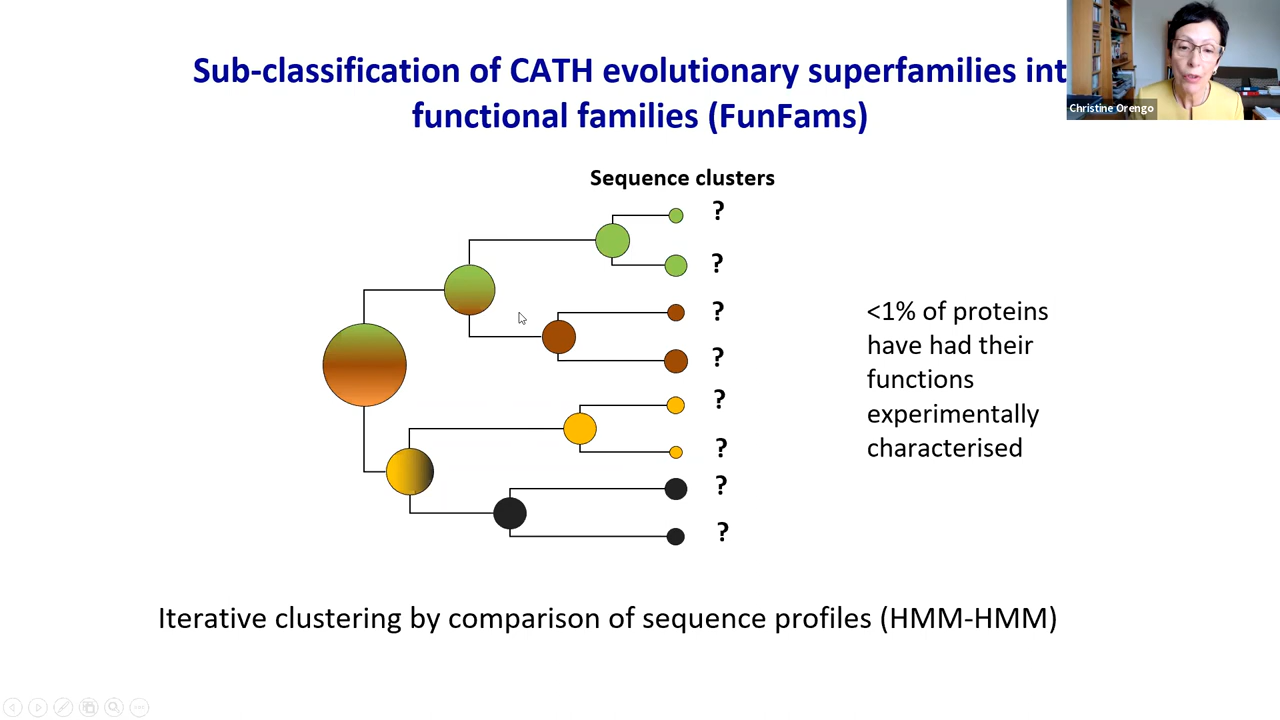 Sub-classification of CATH evolutionary superfamilies int
functional families (FunFams)
Christine Orengo
Sequence clusters
?
?
?
?
?
?
?
?
<1% of proteins
have had their
functions
experimentally
characterised
Iterative clustering by comparison of sequence profiles (HMM-HMM)